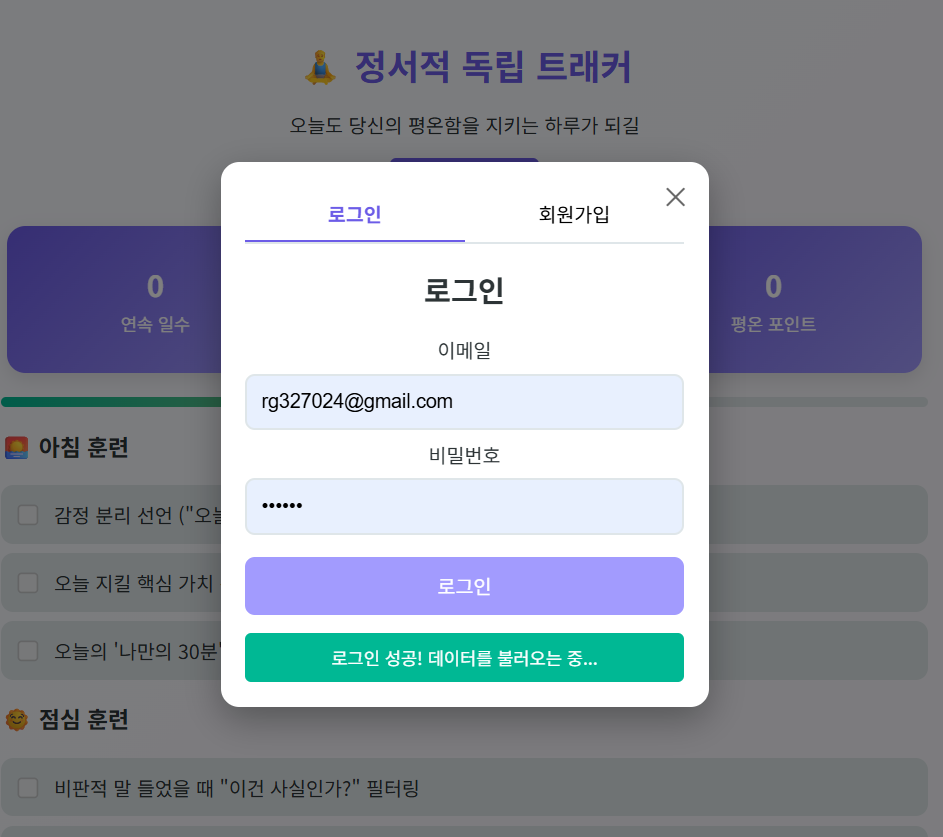 정서적 독립 트래커
오늘도 당신의 평온함을 지키는 하루가 되길
로그인 회원가입
로그인
이메일
rg327024@gmail.com
비밀번호
••••••
로그인
로그인 성공! 데이터를 불러오는 중...
0
연속 일수
0
평온 포인트
아침 훈련
감정 분리 선언 ("오늘
오늘 지킬 핵심 가치
오늘의 '나만의 30분'
점심 훈련
비판적 말 들었을 때 "이건 사실인가?" 필터링